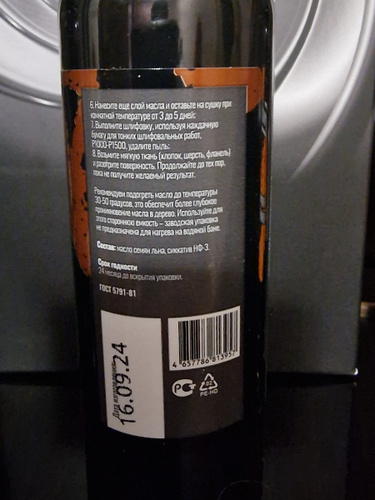 6. Нанесите еще слой масла и оставьте на сушку при
комнатной температуре от 3 до 5 дней;
7. Выполните шлифовку, используя наждачную
бумагу для тонких шлифовальных работ,
P1000-P1500, удалите пыль;
8. Возьмите мягкую ткань (хлопок, шерсть, фланель)
и разотрите поверхность. Продолжайте до тех пор,
пока не получите желаемый результат.
Рекомендуем подогреть масло до температуры
30-50 градусов, это обеспечит более глубокое
проникновение масла в дерево. Используйте для
этого стороннюю емкость – заводская упаковка
не предназначена для нагрева на водяной бане.
Состав: масло семян льна, сиккатив НФ-3.
Срок годности
24 месяца до вскрытия упаковки.
ГОСТ 5791-81
16.09.24
4 657786 813957
02
PE-HD